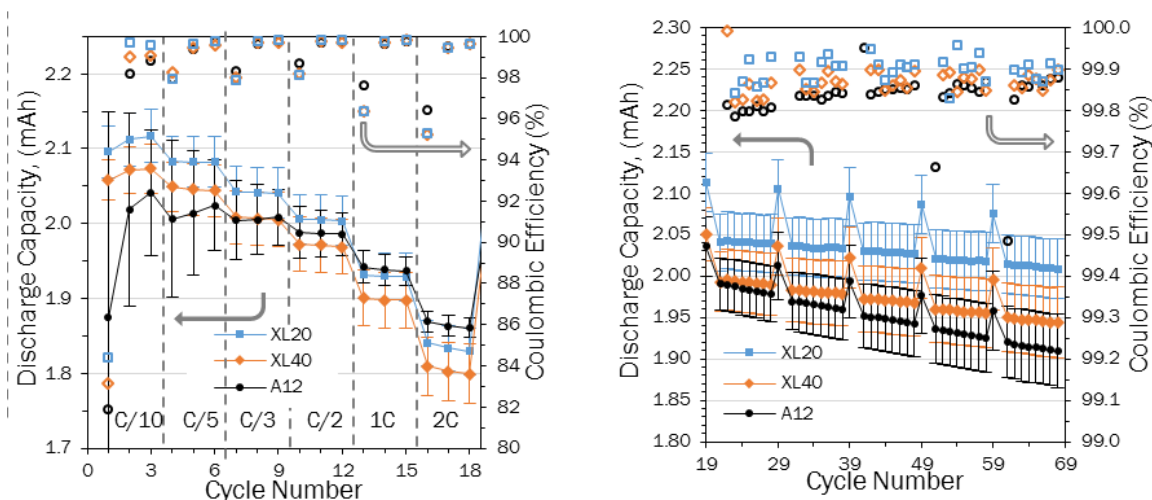 Discharge Capacity, (mAh)
2.2
2.1
2.0
1.9
1.8
1.7
100
98
96
94
92
90
88
86
84
82
80
Coulombic Efficiency (%)
XL20
XL40
A12
C/10 C/5 C/3 C/2 1C 2C
0 3 6 9 12 15 18
Cycle Number
Discharge Capacity, (mAh)
2.30
2.25
2.20
2.15
2.10
2.05
2.00
1.95
1.90
1.85
1.80
100.0
99.9
99.8
99.7
99.6
99.5
99.4
99.3
99.2
99.1
99.0
Coulombic Efficiency (%)
XL20
XL40
A12
19 29 39 49 59 69
Cycle Number